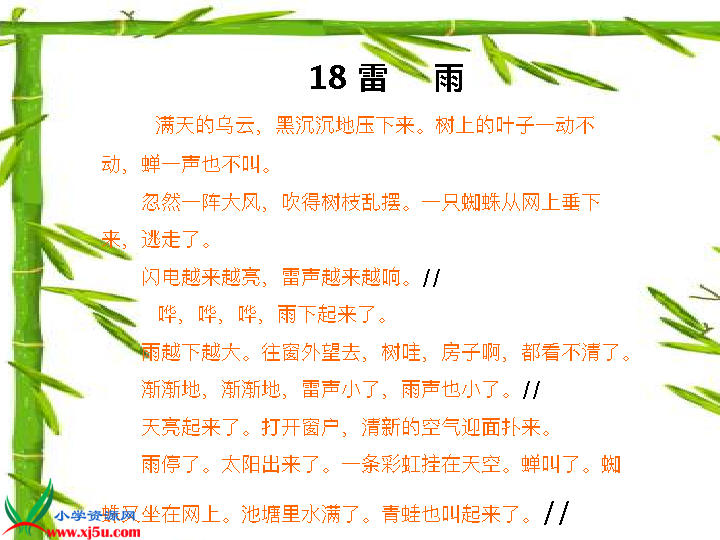 18 雷 雨
满天的乌云，黑沉沉地压下来。树上的叶子一动不
动，蝉一声也不叫。
忽然一阵大风，吹得树枝乱摆。一只蜘蛛从网上垂下
来，逃走了。
闪电越来越亮，雷声越来越响。//
哗，哗，哗，雨下起来了。
雨越下越大。往窗外望去，树哇，房子啊，都看不清了。
渐渐地，渐渐地，雷声小了，雨声也小了。//
天亮起来了。打开窗户，清新的空气迎面扑来。
雨停了。太阳出来了。一条彩虹挂在天空。蝉叫了。蜘
蛛又坐在网上。池塘里水满了。青蛙也叫起来了。//
小学资源网
www.xj5u.com